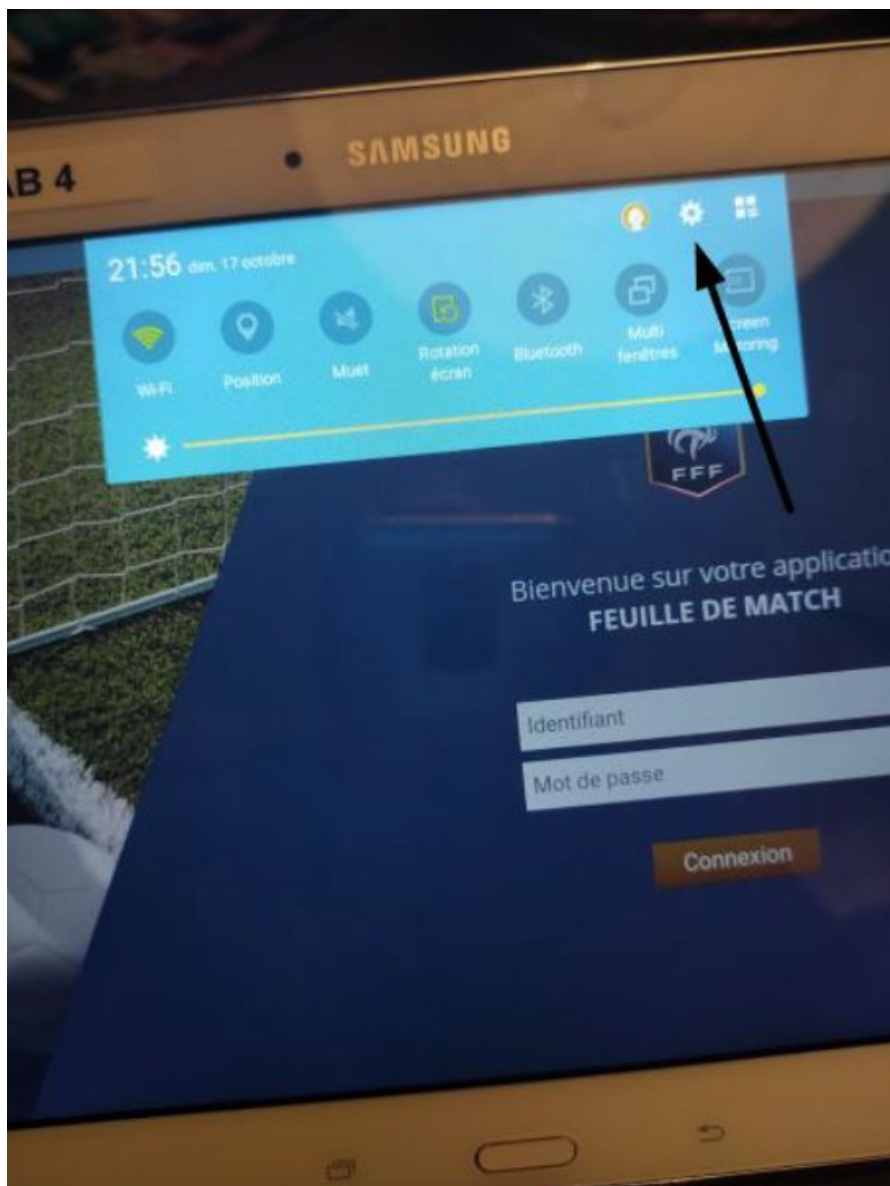 SAMSUNG
AB 4
21:56 dim. 17 octobre
Wi-Fi
Position
Muet
Rotation
écran
Bluetooth
Multi
fenêtres
Screen
Mirroring
FFF
Bienvenue sur votre applicatio
FEUILLE DE MATCH
Identifiant
Mot de passe
Connexion